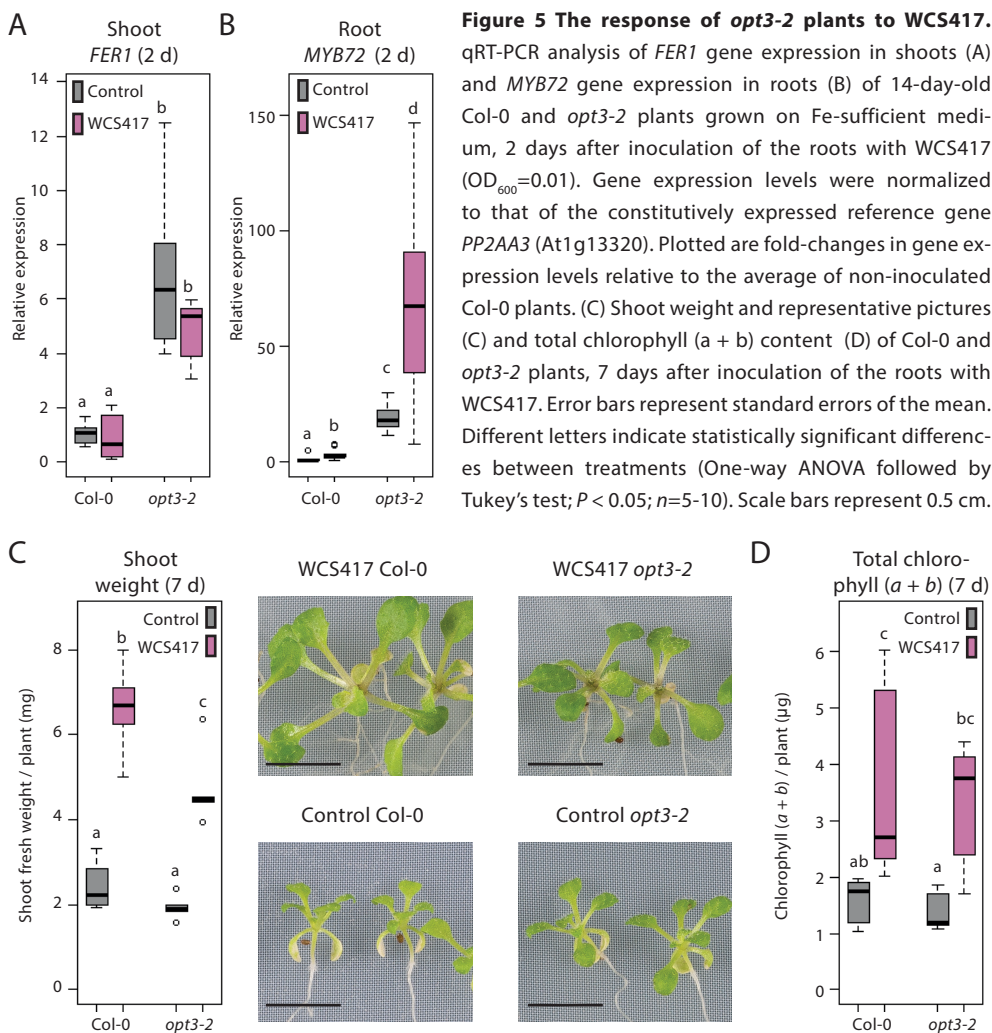 A
Shoot
FER1 (2 d)
Control
WCS417
Relative expression
14
12
10
8
6
4
2
0
a
a
b
b
Col-0
opt3-2
B
Root
MYB72 (2 d)
Control
WCS417
Relative expression
150
100
50
0
a
b
c
d
Col-0
opt3-2
Figure 5 The response of opt3-2 plants to WCS417.
qRT-PCR analysis of FER1 gene expression in shoots (A)
and MYB72 gene expression in roots (B) of 14-day-old
Col-0 and opt3-2 plants grown on Fe-sufficient medi-
um, 2 days after inoculation of the roots with WCS417
(OD600=0.01). Gene expression levels were normalized
to that of the constitutively expressed reference gene
PP2AA3 (At1g13320). Plotted are fold-changes in gene ex-
pression levels relative to the average of non-inoculated
Col-0 plants. (C) Shoot weight and representative pictures
(C) and total chlorophyll (a + b) content (D) of Col-0 and
opt3-2 plants, 7 days after inoculation of the roots with
WCS417. Error bars represent standard errors of the mean.
Different letters indicate statistically significant differenc-
es between treatments (One-way ANOVA followed by
Tukey's test; P < 0.05; n=5-10). Scale bars represent 0.5 cm.
C
Shoot
weight (7 d)
Control
WCS417
Shoot fresh weight / plant (mg)
8
6
4
2
0
a
b
a
c
Col-0
opt3-2
WCS417 Col-0
WCS417 opt3-2
Control Col-0
Control opt3-2
D
Total chloro-
phyll (a + b) (7 d)
Control
WCS417
Chlorophyll (a + b) / plant (µg)
6
5
4
3
2
1
0
ab
c
a
bc
Col-0
opt3-2